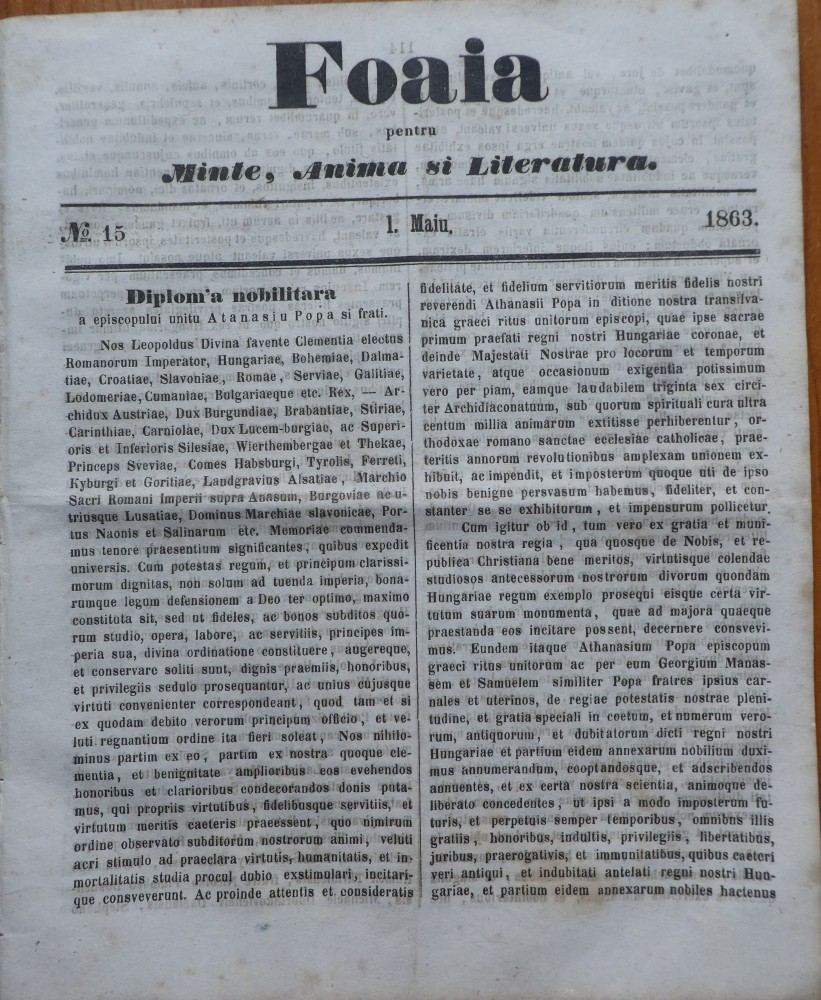 Foaia
pentru
Minte, Anima si Literatura.
№ 15
1. Maiu,
1863.
Diplom'a nobilitara
a episcopului unitu Atanasiu Popa si frati.
Nos Leopoldus Divina favente Clementia electus
Romanorum Imperator, Hungariae, Bohemiae, Dalma-
tiae, Croatiae, Slavoniae, Romae, Serviae, Galitiae,
Lodomeriae, Cumaniae, Bulgariaeque etc. Rex, — Ar-
chidux Austriae, Dux Burgundiae, Brabantiae, Stiriae,
Carinthiae, Carniolae, Dux Lucem-burgiae, ac Superi-
oris et Inferioris Silesiae, Wierthembergae et Thekae,
Princeps Sveviae, Comes Habsburgi, Tyrolis, Ferreti,
Kyburgi et Goritiae, Landgravius Alsatiae, Marchio
Sacri Romani Imperii supra Anasum, Burgoviae ac u-
triusque Lusatiae, Dominus Marchiae slavonicae, Por-
tus Naonis et Salinarum etc. Memoriae commenda-
mus tenore praesentium significantes, quibus expedit
universis. Cum potestas regum, et principum clarissi-
morum dignitas, non solum ad tuenda imperia, bona-
rumque legum defensionem a Deo ter optimo, maximo
constituta sit, sed ut fideles, ac bonos subditos quo-
rum studio, opera, labore, ac servitiis, principes im-
peria sua, divina ordinatione constituere, augereque,
et conservare soliti sunt, dignis praemiis, honoribus,
et privilegiis sedulo prosequantur, ac unius cujusque
virtuti convenienter correspondeant, quod tam et si
ex quodam debito verorum principum officio, et ve-
luti regnantium ordine ita fieri soleat, Nos nihilo-
minus partim ex eo, partim ex nostra quoque cle-
mentia, et benignitate amplioribus eos evehendos
honoribus et clarioribus condecorandos donis puta-
mus, qui propriis virtutibus, fidelibusque servitiis, et
virtutum meritis caeteris praeessent, quo nimirum
ordine observato subditorum nostrorum animi, veluti
acri stimulo ad praeclara virtutis, humanitatis, et im-
mortalitatis studia procul dubio exstimulari, incitari-
que consveverunt. Ac proinde attentis et consideratis
fidelitate, et fidelium servitiorum meritis fidelis nostri
reverendi Athanasii Popa in ditione nostra transilva-
nica graeci ritus unitorum episcopi, quae ipse sacrae
primum praefati regni nostri Hungariae coronae, et
deinde Majestati Nostrae pro locorum et temporum
varietate, atque occasionum exigentia potissimum
vero per piam, eamque laudabilem triginta sex circi-
ter Archidiaconatuum, sub quorum spirituali cura ultra
centum millia animarum extitisse perhiberentur, or-
thodoxae romano sanctae ecclesiae catholicae, prae-
teritis annorum revolutionibus amplexam unionem ex-
hibuit, ac impendit, et imposterum quoque uti de ipso
nobis benigne persvasum habemus, fideliter, et con-
stanter se se exhibiturum, et impensurum pollicetur.
Cum igitur ob id, tum vero ex gratia et muni-
ficentia nostra regia, qua quosque de Nobis, et re-
publica Christiana bene meritos, virtutisque colendae
studiosos antecessorum nostrorum divorum quondam
Hungariae regum exemplo prosequi eisque certa vir-
tutum suarum monumenta, quae ad majora quaeque
praestanda eos incitare possent, decernere consvevi-
mus. Eundem itaque Athanasium Popa episcopum
graeci ritus unitorum ac per eum Georgium Manas-
sem et Samuelem similiter Popa fratres ipsius car-
nales et uterinos, de regiae potestatis nostrae pleni-
tudine, et gratia speciali in coetum, et numerum vero-
rum, antiquorum, et dubitatorum dicti regni nostri
Hungariae et partium eidem annexarum nobilium duxi-
mus annumerandum, cooptandosque, et adscribendos
annuentes, et ex certa nostra scientia, animoque de-
liberato concedentes, ut ipsi a modo imposterum fu-
turis, et perpetuis semper temporibus, omnibus illis
gratiis, honoribus, indultis, privilegiis, libertatibus,
juribus, praerogativis, et immunitatibus, quibus caeteri
veri antiqui, et indubitati antelati regni nostri Hun-
gariae, et partium eidem annexarum nobiles hactenus